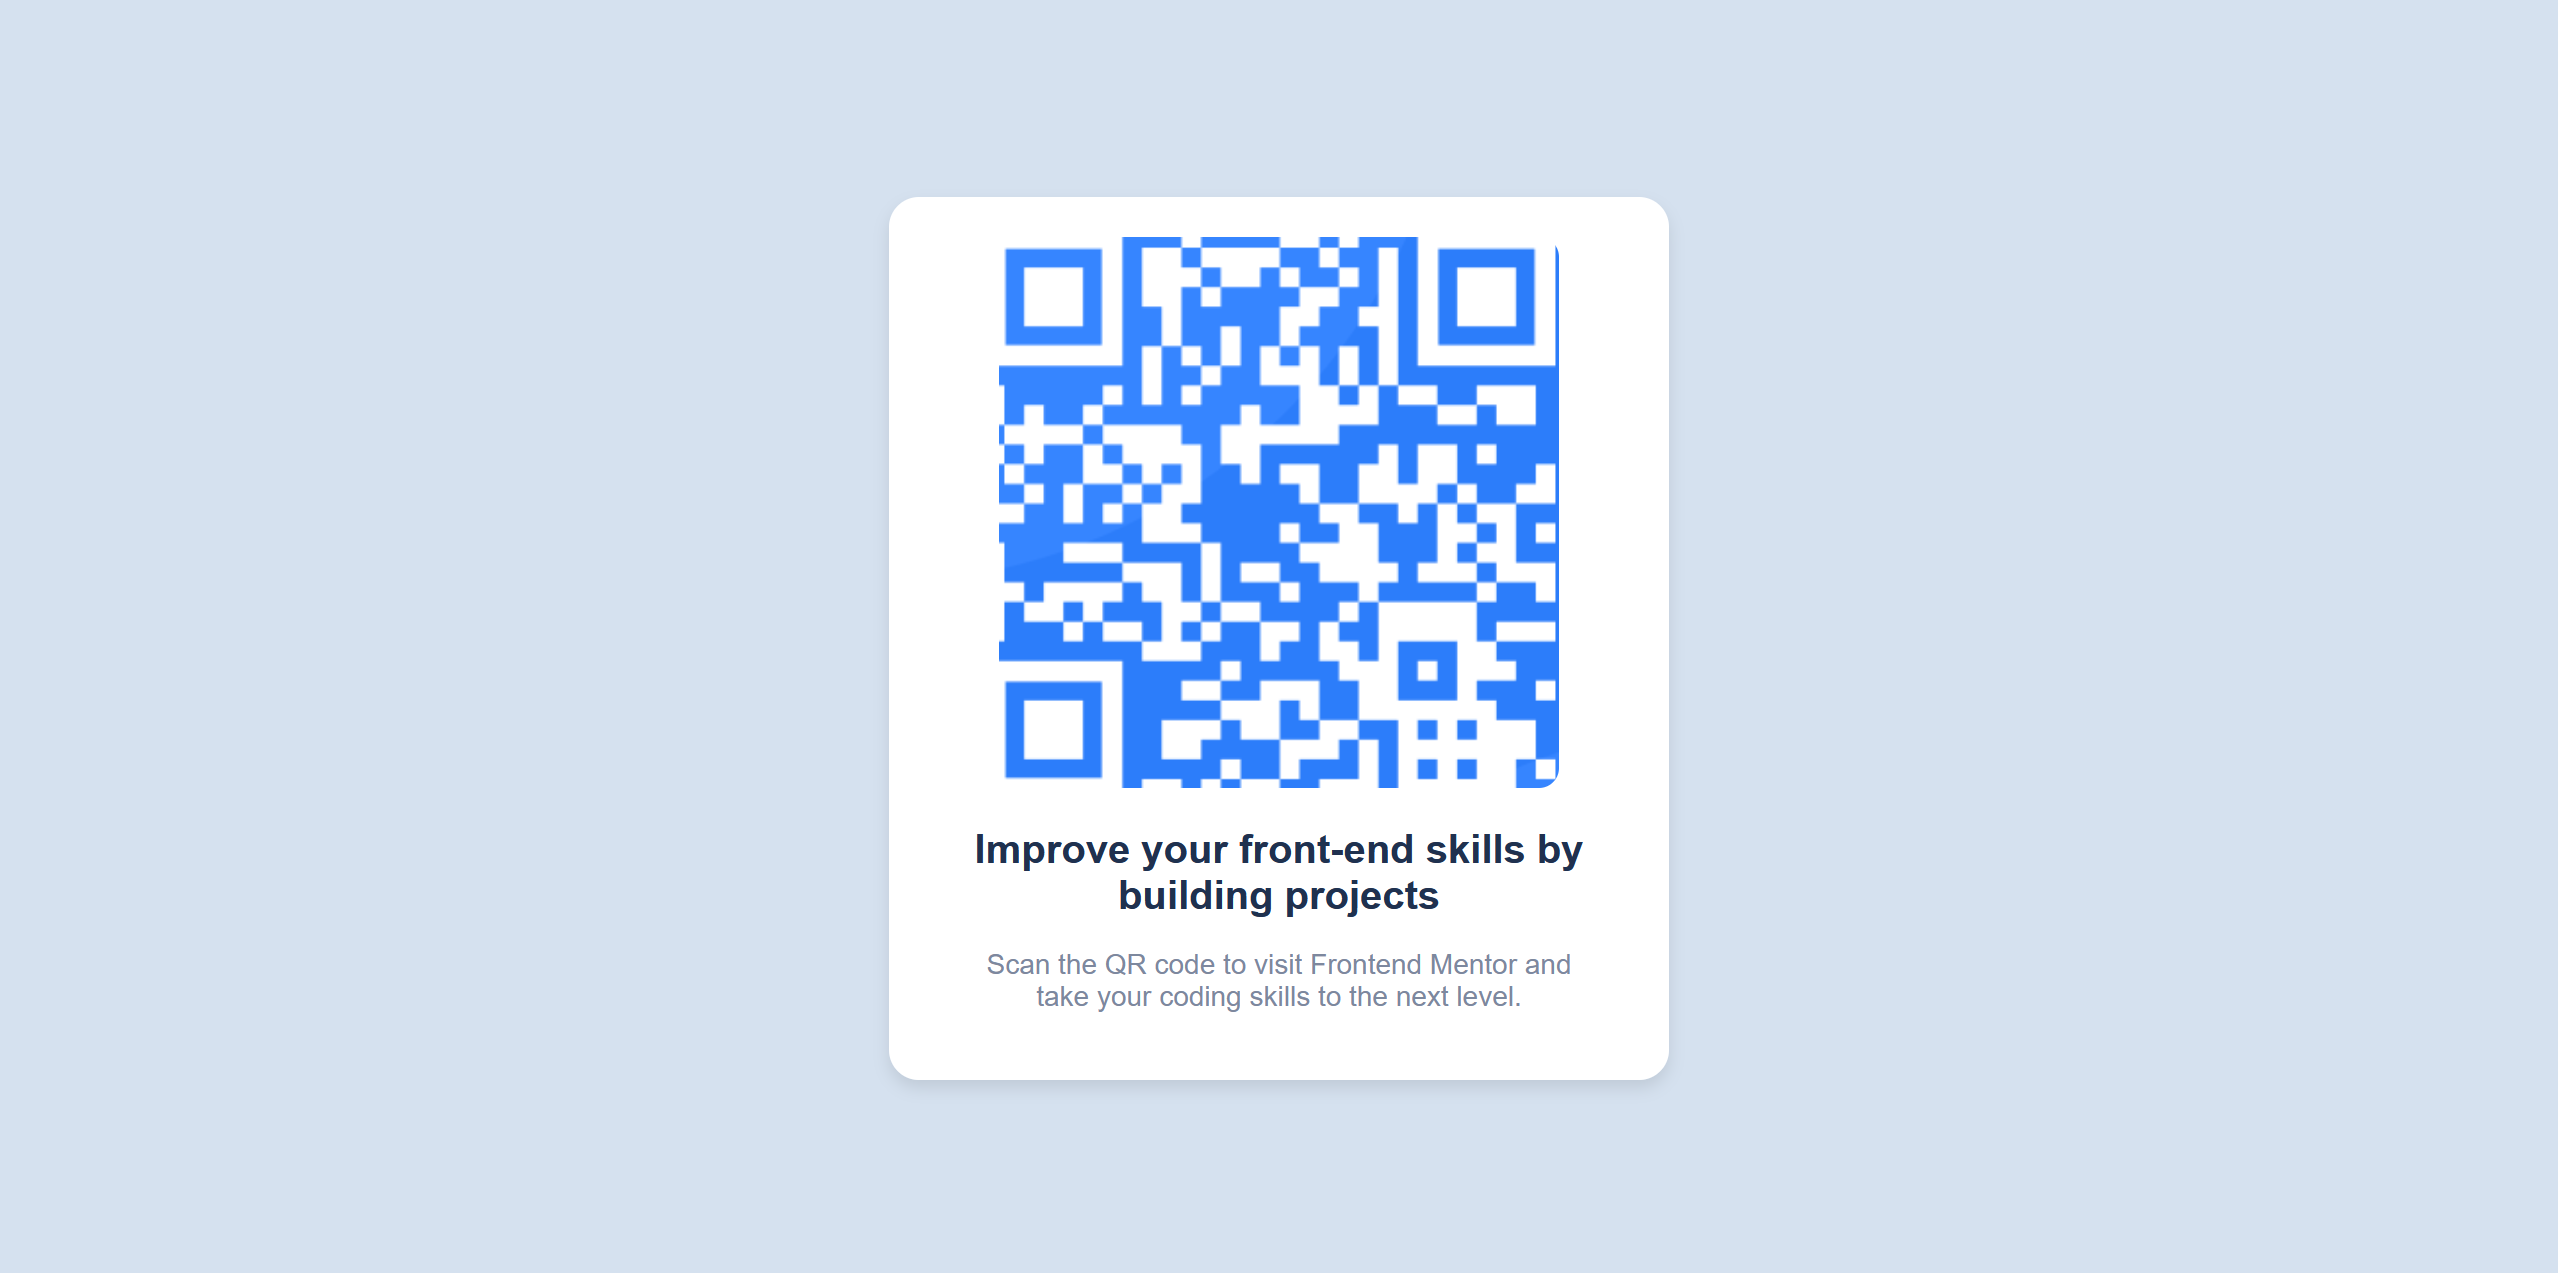 Improve your front-end skills by
building projects
Scan the QR code to visit Frontend Mentor and
take your coding skills to the next level.